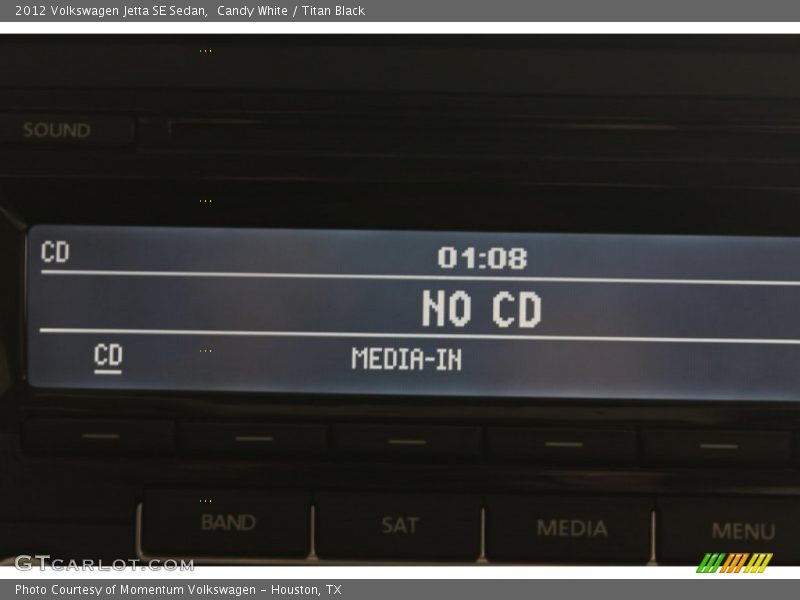 2012 Volkswagen Jetta SE Sedan,  Candy White / Titan Black
SOUND
CD
01:08
NO CD
CD
MEDIA-IN
BAND
SAT
MEDIA
MENU
GTCARLOT.COM
Photo Courtesy of Momentum Volkswagen - Houston, TX